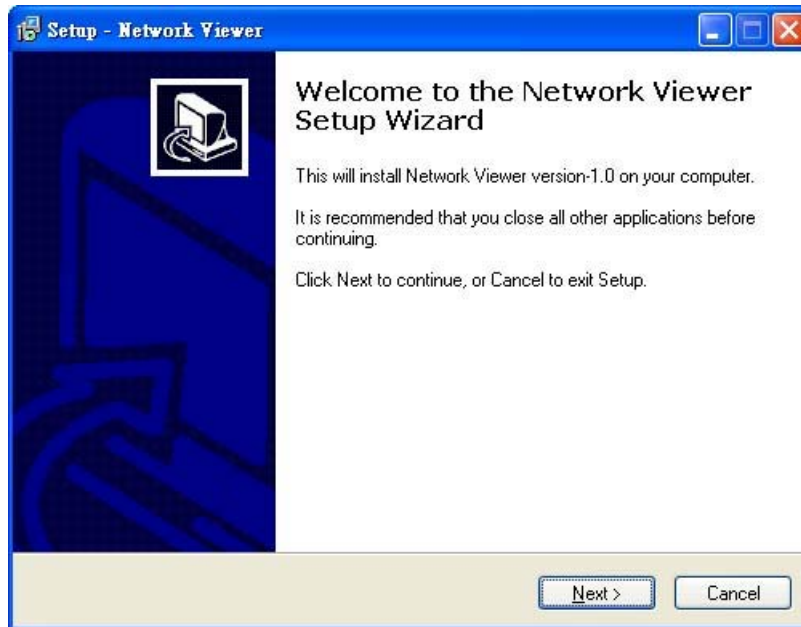 Setup - Network Viewer
Welcome to the Network Viewer
Setup Wizard
This will install Network Viewer version-1.0 on your computer.
It is recommended that you close all other applications before
continuing.
Click Next to continue, or Cancel to exit Setup.
Next >
Cancel